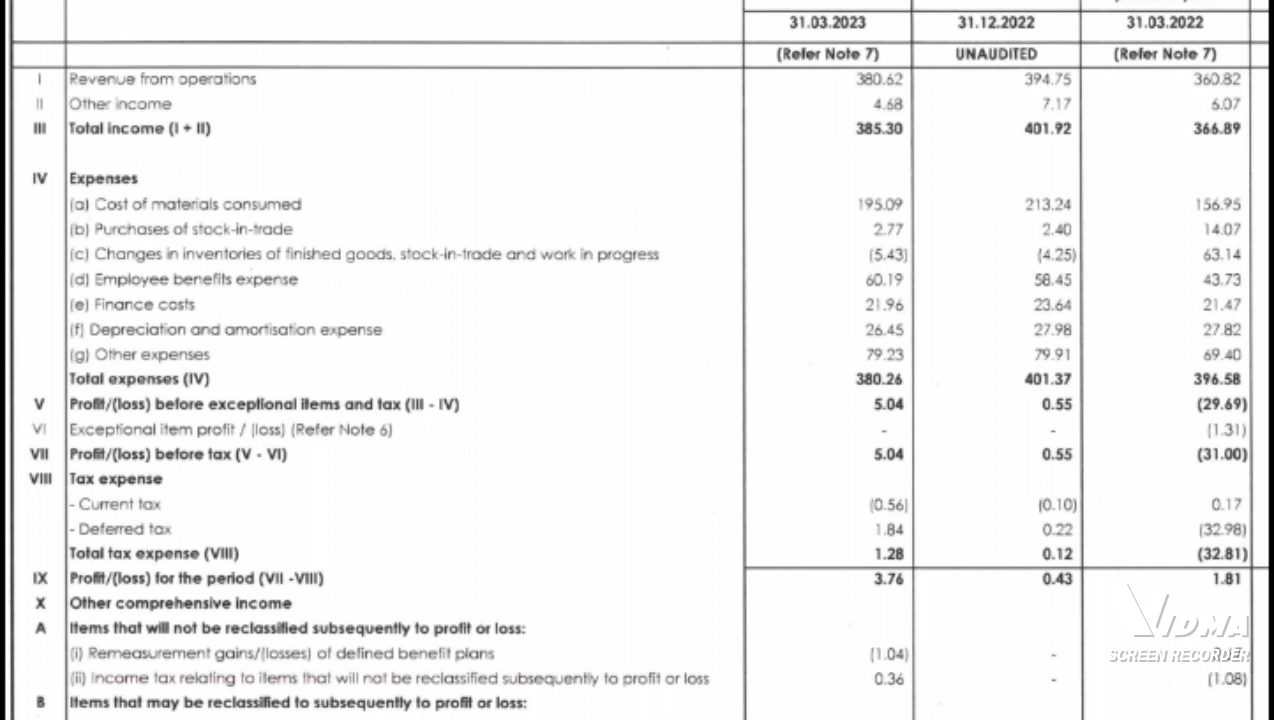 31.03.2023 31.12.2022 31.03.2022
(Refer Note 7) UNAUDITED (Refer Note 7)
I Revenue from operations 380.62 394.75 360.82
II Other income 4.68 7.17 6.07
III Total income (I + II) 385.30 401.92 366.89
IV Expenses
(a) Cost of materials consumed 195.09 213.24 156.95
(b) Purchases of stock-in-trade 2.77 2.40 14.07
(c) Changes in inventories of finished goods, stock-in-trade and work in progress (5.43) (4.25) 63.14
(d) Employee benefits expense 60.19 58.45 43.73
(e) Finance costs 21.96 23.64 21.47
(f) Depreciation and amortisation expense 26.45 27.98 27.82
(g) Other expenses 79.23 79.91 69.40
Total expenses (IV) 380.26 401.37 396.58
V Profit/(loss) before exceptional items and tax (III - IV) 5.04 0.55 (29.69)
VI Exceptional item profit / (loss) (Refer Note 6) - - (1.31)
VII Profit/(loss) before tax (V - VI) 5.04 0.55 (31.00)
VIII Tax expense
- Current tax (0.56) (0.10) 0.17
- Deferred tax 1.84 0.22 (32.98)
Total tax expense (VIII) 1.28 0.12 (32.81)
IX Profit/(loss) for the period (VII -VIII) 3.76 0.43 1.81
X Other comprehensive income
A Items that will not be reclassified subsequently to profit or loss:
(i) Remeasurement gains/(losses) of defined benefit plans (1.04) -
(ii) Income tax relating to items that will not be reclassified subsequently to profit or loss 0.36 - (1.08)
B Items that may be reclassified to subsequently to profit or loss:
VIDMA
SCREEN RECORDER